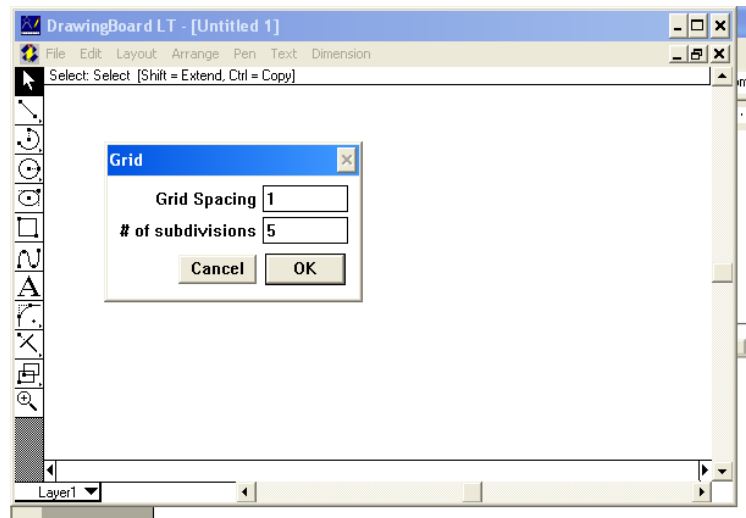 DrawingBoard LT - [Untitled 1]
File Edit Layout Arrange Pen Text Dimension
Select: Select [Shift = Extend, Ctrl = Copy]
Grid
Grid Spacing 1
# of subdivisions 5
Cancel OK
A
Layer1